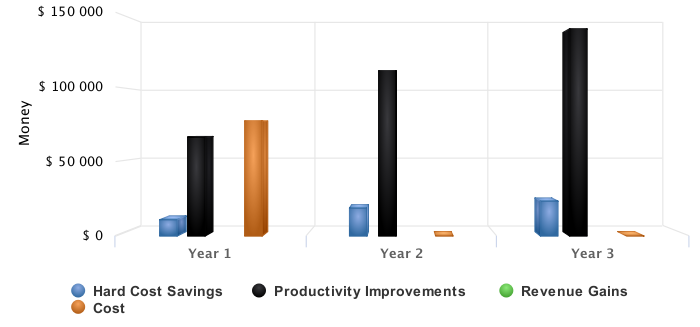 $ 150 000
$ 100 000
$ 50 000
$ 0
Money
Year 1
Year 2
Year 3
Hard Cost Savings
Productivity Improvements
Revenue Gains
Cost